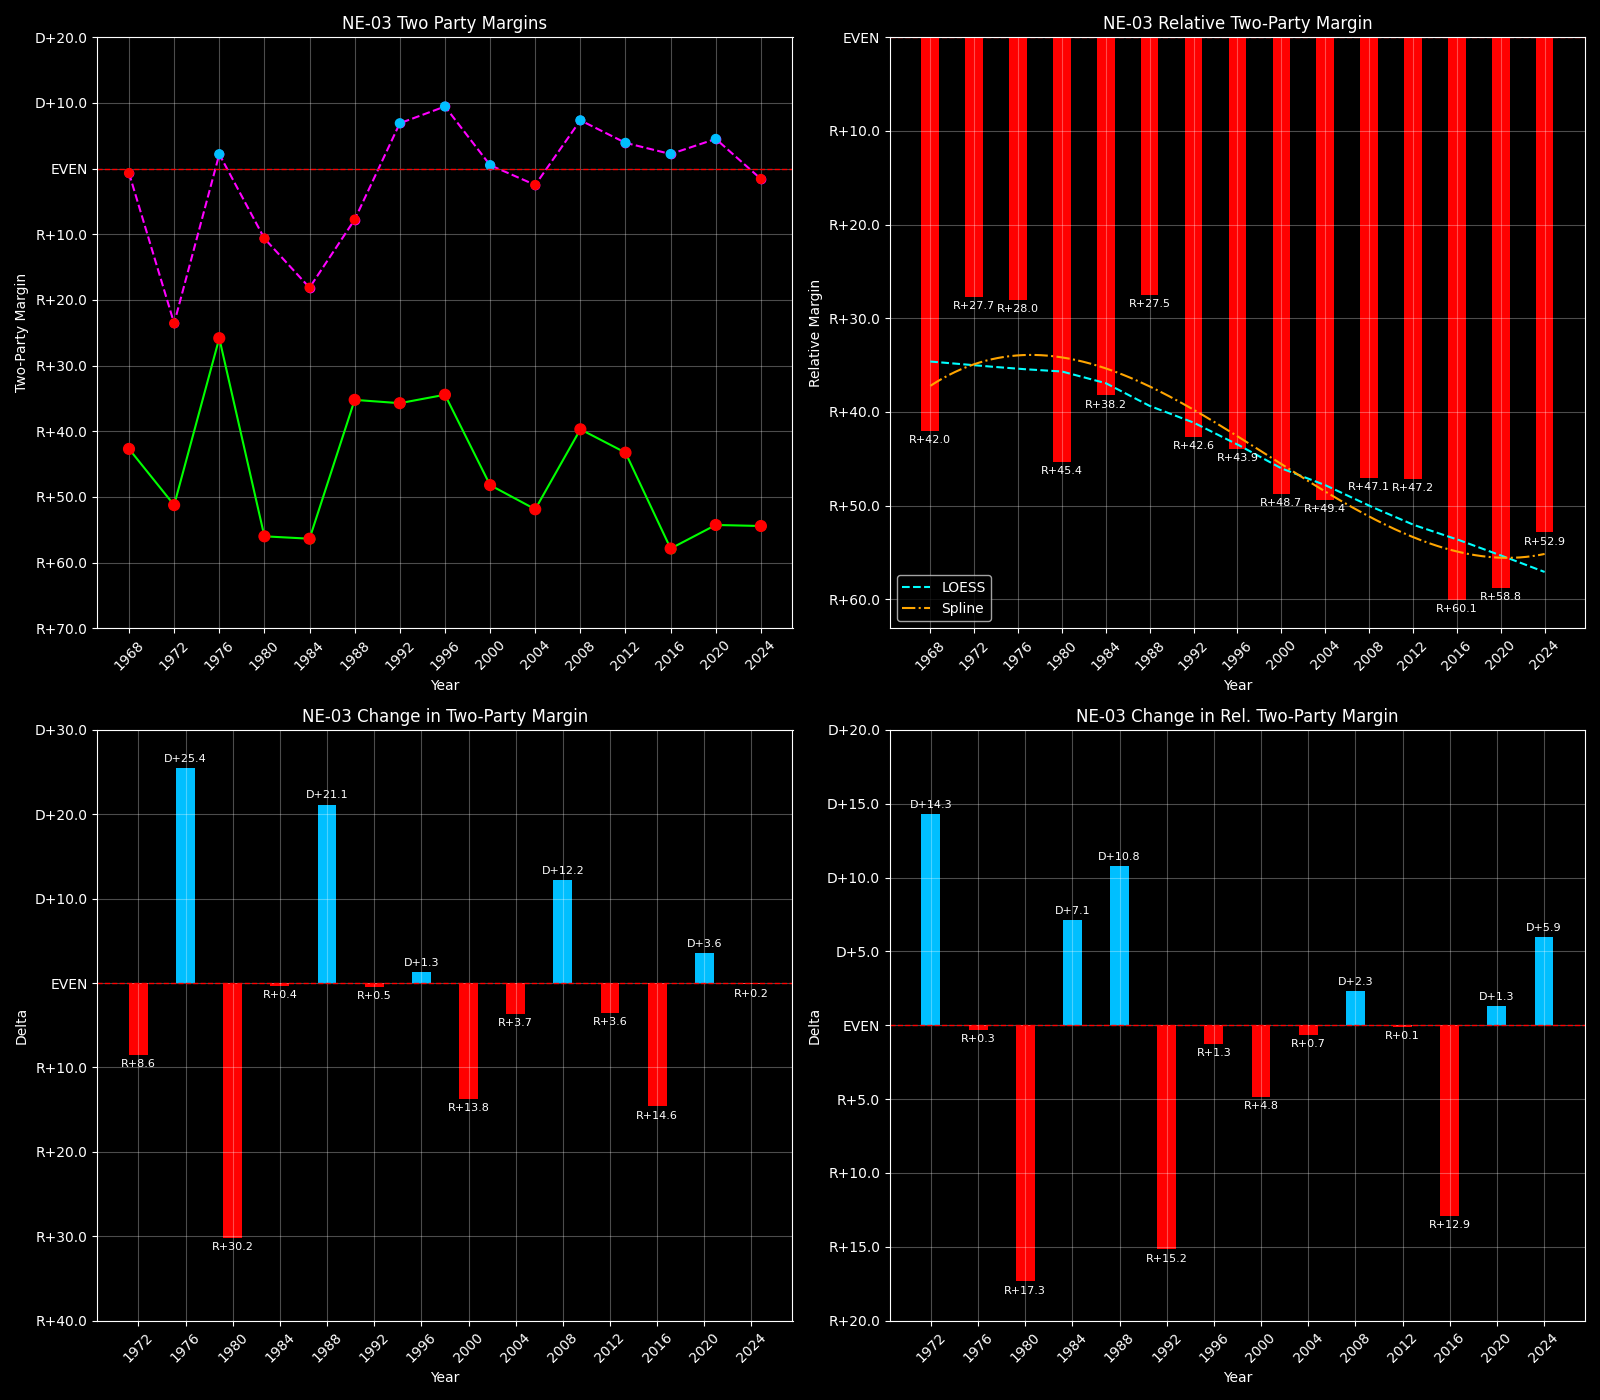 NE-03 Two Party Margins
D+20.0
D+10.0
EVEN
R+10.0
R+20.0
R+30.0
R+40.0
R+50.0
R+60.0
R+70.0
Two-Party Margin
1968 1972 1976 1980 1984 1988 1992 1996 2000 2004 2008 2012 2016 2020 2024
Year
NE-03 Relative Two-Party Margin
EVEN
R+10.0
R+20.0
R+30.0
R+40.0
R+50.0
R+60.0
Relative Margin
R+42.0 R+27.7 R+28.0 R+45.4 R+38.2 R+27.5 R+42.6 R+43.9 R+48.7 R+49.4 R+47.1 R+47.2 R+60.1 R+58.8 R+52.9
LOESS
Spline
1968 1972 1976 1980 1984 1988 1992 1996 2000 2004 2008 2012 2016 2020 2024
Year
NE-03 Change in Two-Party Margin
D+30.0
D+20.0
D+10.0
EVEN
R+10.0
R+20.0
R+30.0
R+40.0
Delta
R+8.6 D+25.4 R+30.2 R+0.4 D+21.1 R+0.5 D+1.3 R+13.8 R+3.7 D+12.2 R+3.6 R+14.6 D+3.6 R+0.2
1972 1976 1980 1984 1988 1992 1996 2000 2004 2008 2012 2016 2020 2024
Year
NE-03 Change in Rel. Two-Party Margin
D+20.0
D+15.0
D+10.0
D+5.0
EVEN
R+5.0
R+10.0
R+15.0
R+20.0
Delta
D+14.3 R+0.3 R+17.3 D+7.1 D+10.8 R+15.2 R+1.3 R+4.8 R+0.7 D+2.3 R+0.1 R+12.9 D+1.3 D+5.9
1972 1976 1980 1984 1988 1992 1996 2000 2004 2008 2012 2016 2020 2024
Year